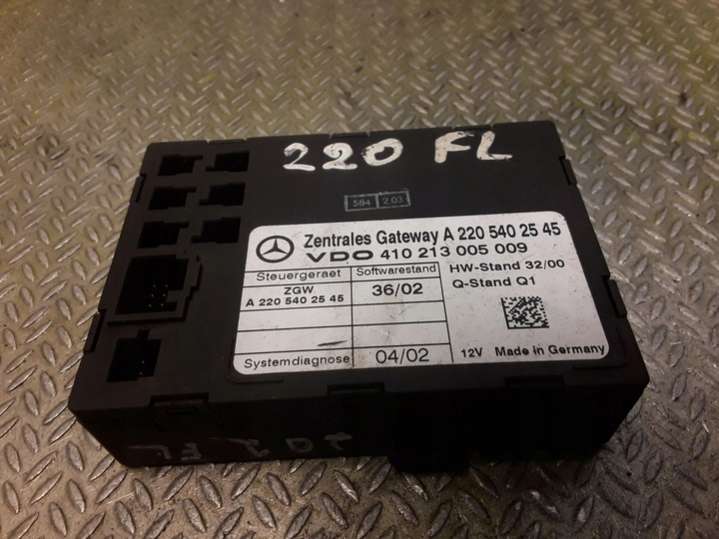 220 FL
594 2.03
Zentrales Gateway A 220 540 25 45
VDO 410 213 005 009
Steuergeraet Softwarestand HW-Stand 32/00
ZGW 36/02 Q-Stand Q1
A 220 540 25 45
Systemdiagnose 04/02 12V Made in Germany